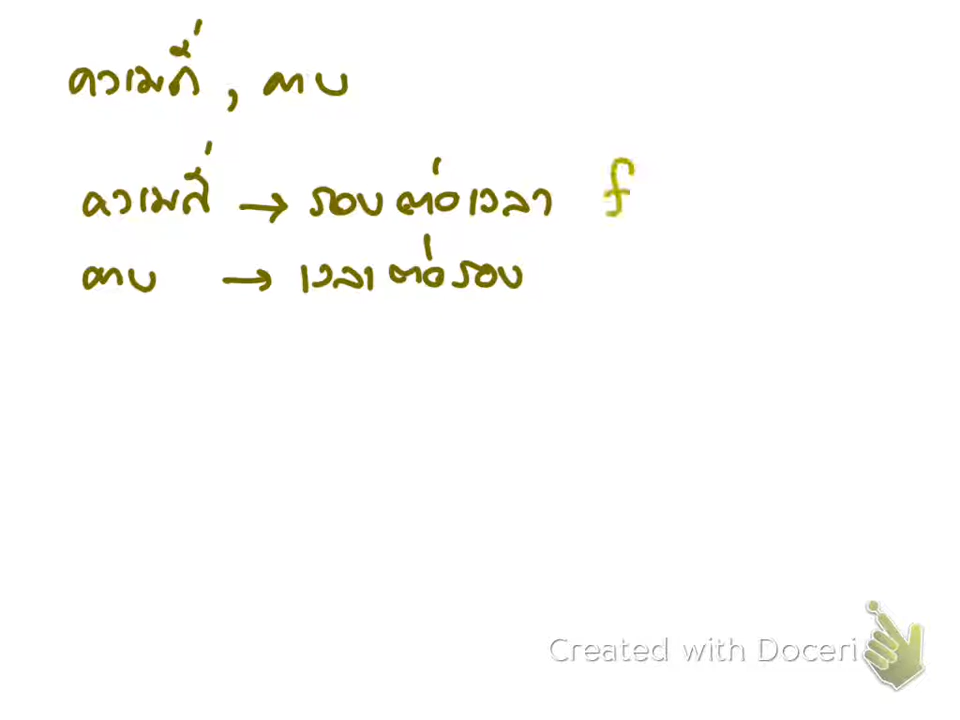 ความถี่ , คาบ
ความถี่ → รอบต่อเวลา f
คาบ → เวลาต่อรอบ
Created with Doceri